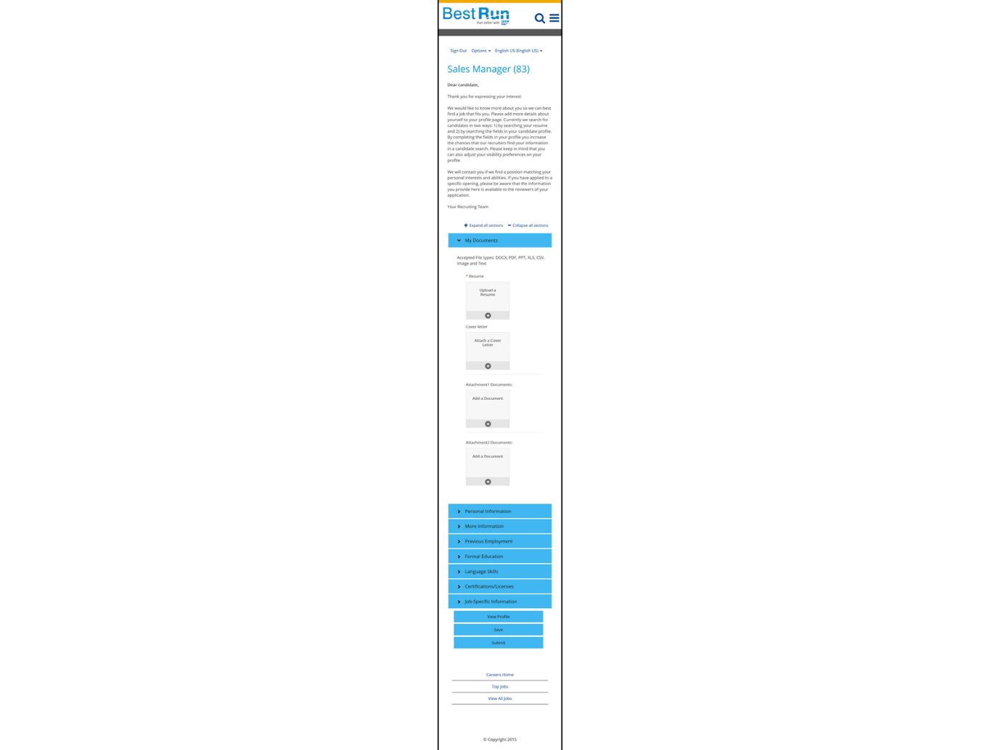 BestRun
Run better with SAP
Sign Out Options English US (English US)
Sales Manager (83)
Dear candidate,
Thank you for expressing your interest.
We would like to know more about you so we can best
find a job that fits you. Please add more details about
yourself to your profile page. Currently we search for
candidates in two ways: 1) by searching your resume
and 2) by searching the fields in your candidate profile.
By completing the fields in your profile you increase
the chances that our recruiters find your information
in a candidate search. Please keep in mind that you
can also adjust your visibility preferences on your
profile.
We will contact you if we find a position matching your
personal interests and abilities. If you have applied to a
specific opening, please be aware that the information
you provide here is available to the reviewers of your
application.
Your Recruiting Team
Expand all sections Collapse all sections
My Documents
Accepted File types: DOCX, PDF, PPT, XLS, CSV,
Image and Text
* Resume
Upload a
Resume
Cover letter
Attach a Cover
Letter
Attachment1 Documents:
Add a Document
Attachment2 Documents:
Add a Document
Personal Information
More Information
Previous Employment
Formal Education
Language Skills
Certifications/Licenses
Job-Specific Information
View Profile
Save
Submit
Careers Home
Top Jobs
View All Jobs
© Copyright 2015